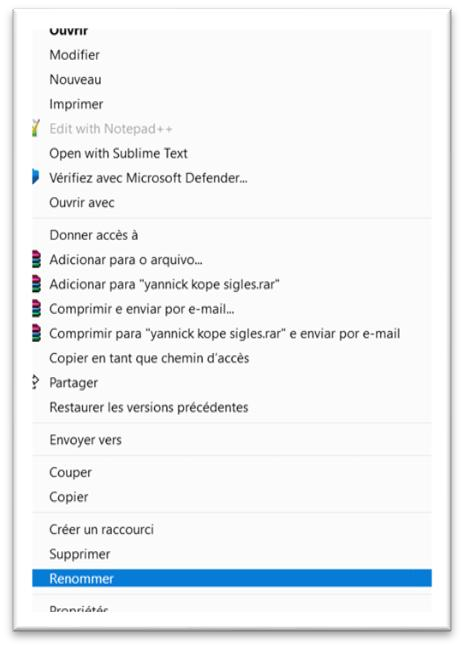 Ouvrir
Modifier
Nouveau
Imprimer
Edit with Notepad++
Open with Sublime Text
Vérifiez avec Microsoft Defender...
Ouvrir avec
Donner accès à
Adicionar para o arquivo...
Adicionar para "yannick kope sigles.rar"
Comprimir e enviar por e-mail...
Comprimir para "yannick kope sigles.rar" e enviar por e-mail
Copier en tant que chemin d'accès
Partager
Restaurer les versions précédentes
Envoyer vers
Couper
Copier
Créer un raccourci
Supprimer
Renommer
Propriétés